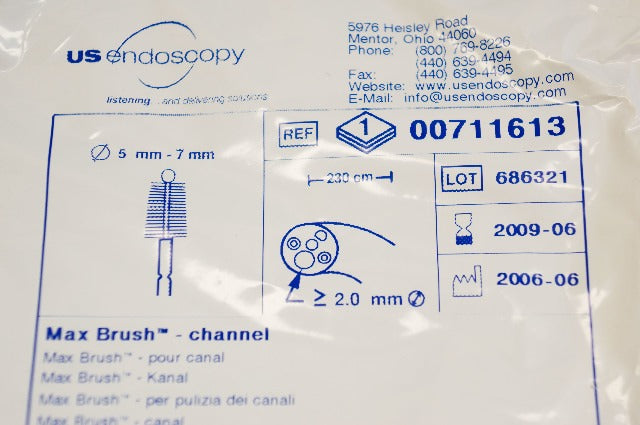 US endoscopy
listening...and delivering solutions
5976 Heisley Road
Mentor, Ohio 44060
Phone: (800) 769-8226
(440) 639-4494
Fax: (440) 639-4495
Website: www.usendoscopy.com
E-Mail: info@usendoscopy.com
REF 1 00711613
Ø 5 mm - 7 mm
230 cm
LOT 686321
2009-06
2006-06
≥ 2.0 mm Ø
Max Brush™ - channel
Max Brush™ - pour canal
Max Brush™ - Kanal
Max Brush™ - per pulizia dei canali
Max Brush™ - canal